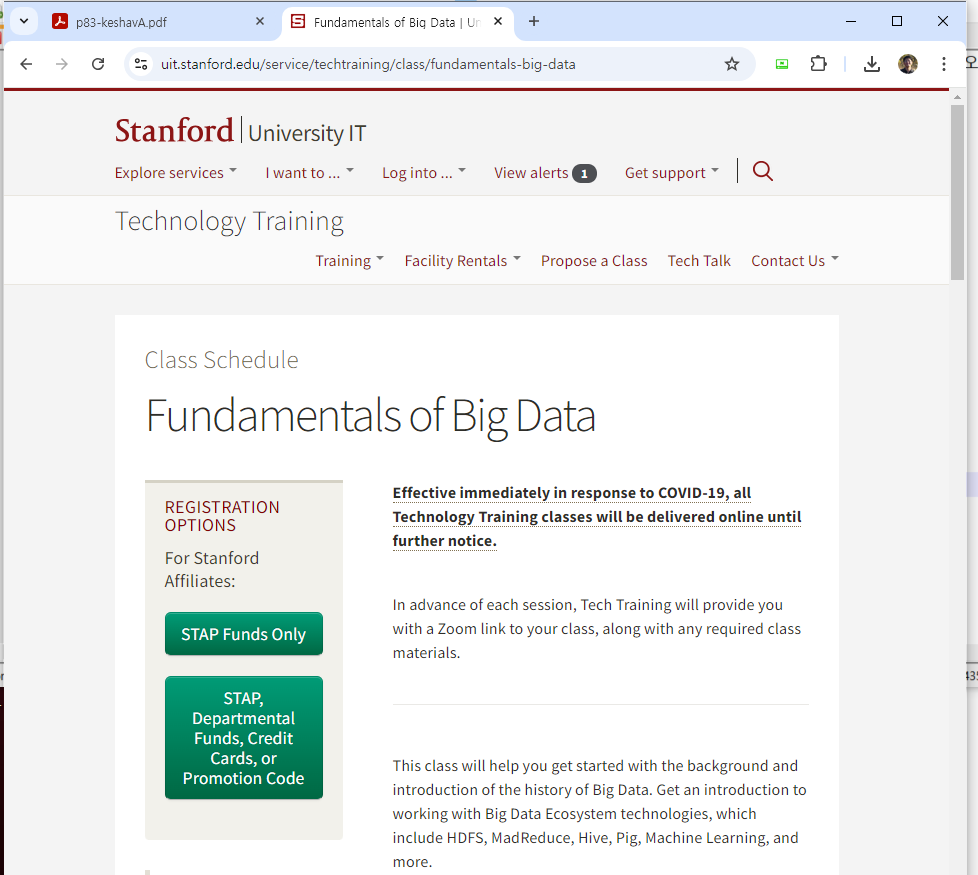 p83-keshavA.pdf
Fundamentals of Big Data | Un
uit.stanford.edu/service/techtraining/class/fundamentals-big-data
Stanford University IT
Explore services
I want to ...
Log into ...
View alerts 1
Get support
Technology Training
Training
Facility Rentals
Propose a Class
Tech Talk
Contact Us
Class Schedule
Fundamentals of Big Data
REGISTRATION
OPTIONS
For Stanford
Affiliates:
STAP Funds Only
STAP,
Departmental
Funds, Credit
Cards, or
Promotion Code
Effective immediately in response to COVID-19, all
Technology Training classes will be delivered online until
further notice.
In advance of each session, Tech Training will provide you
with a Zoom link to your class, along with any required class
materials.
This class will help you get started with the background and
introduction of the history of Big Data. Get an introduction to
working with Big Data Ecosystem technologies, which
include HDFS, MadReduce, Hive, Pig, Machine Learning, and
more.